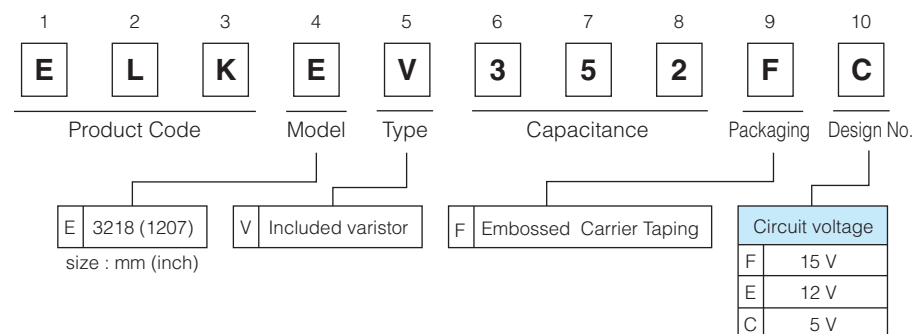 1 2 3 4 5 6 7 8 9 10
E L K E V 3 5 2 F C
Product Code Model Type Capacitance Packaging Design No.
E 3218 (1207) V Included varistor F Embossed Carrier Taping Circuit voltage
size : mm (inch)
F 15 V
E 12 V
C 5 V